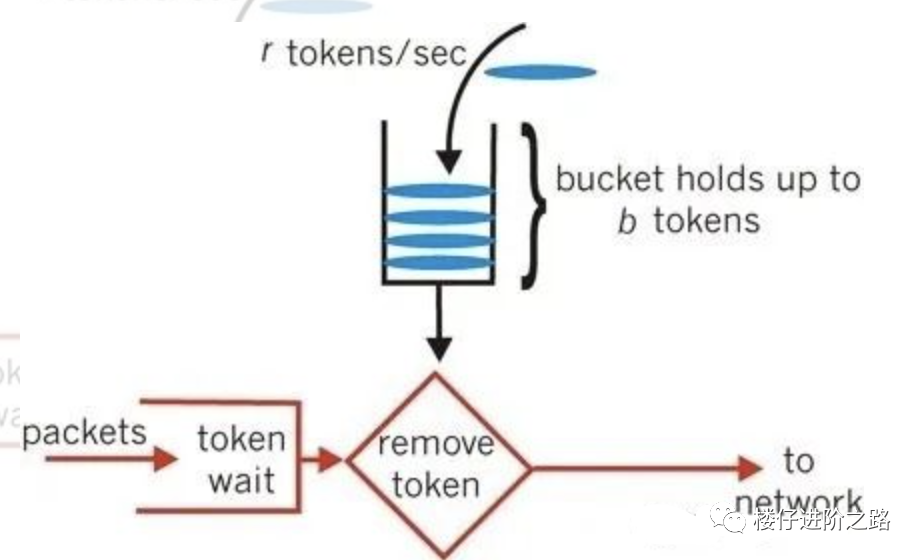 r tokens/sec
bucket holds up to
b tokens
packets
token
wait
remove
token
to
network
楼仔进阶之路